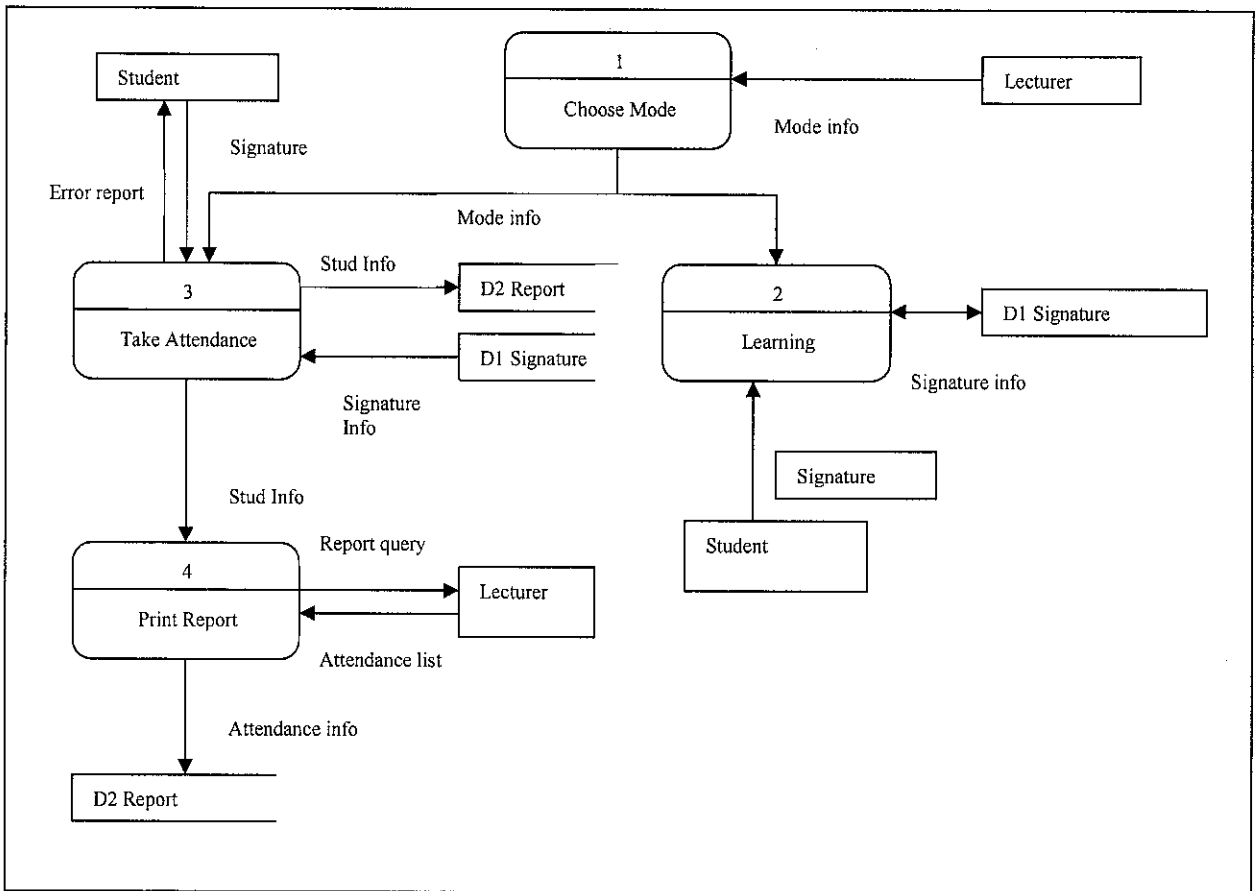 Student
1
Choose Mode
Lecturer
Mode info
Signature
Error report
Mode info
Stud Info
3
Take Attendance
D2 Report
D1 Signature
Signature
Info
2
Learning
D1 Signature
Signature info
Signature
Student
Stud Info
Report query
4
Print Report
Lecturer
Attendance list
Attendance info
D2 Report